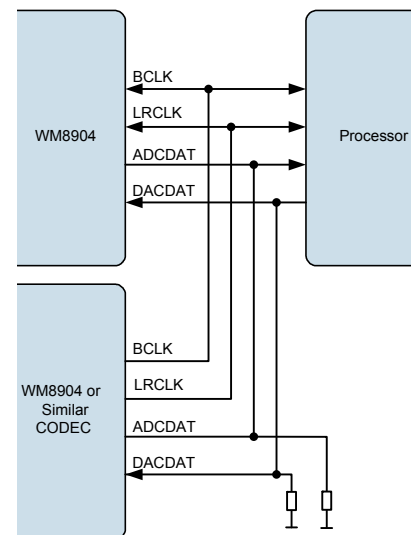 BCLK
LRCLK
WM8904
Processor
ADCDAT
DACDAT
BCLK
WM8904 or
LRCLK
Similar
CODEC
ADCDAT
DACDAT